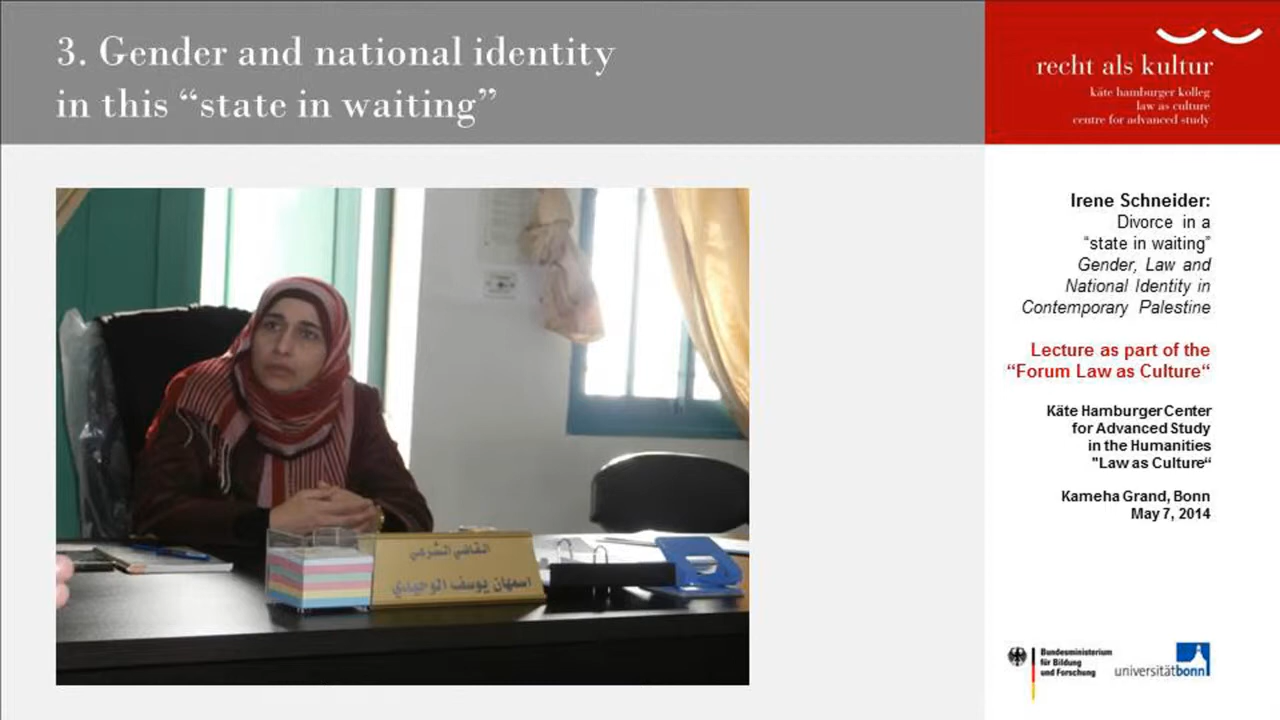 3. Gender and national identity
in this “state in waiting”
recht als kultur
käte hamburger kolleg
law as culture
centre for advanced study
القاضي الشرعي
اسمهان يوسف الوحيدي
Irene Schneider:
Divorce in a
“state in waiting”
Gender, Law and
National Identity in
Contemporary Palestine
Lecture as part of the
“Forum Law as Culture“
Käte Hamburger Center
for Advanced Study
in the Humanities
"Law as Culture“
Kameha Grand, Bonn
May 7, 2014
Bundesministerium
für Bildung
und Forschung
universitätbonn